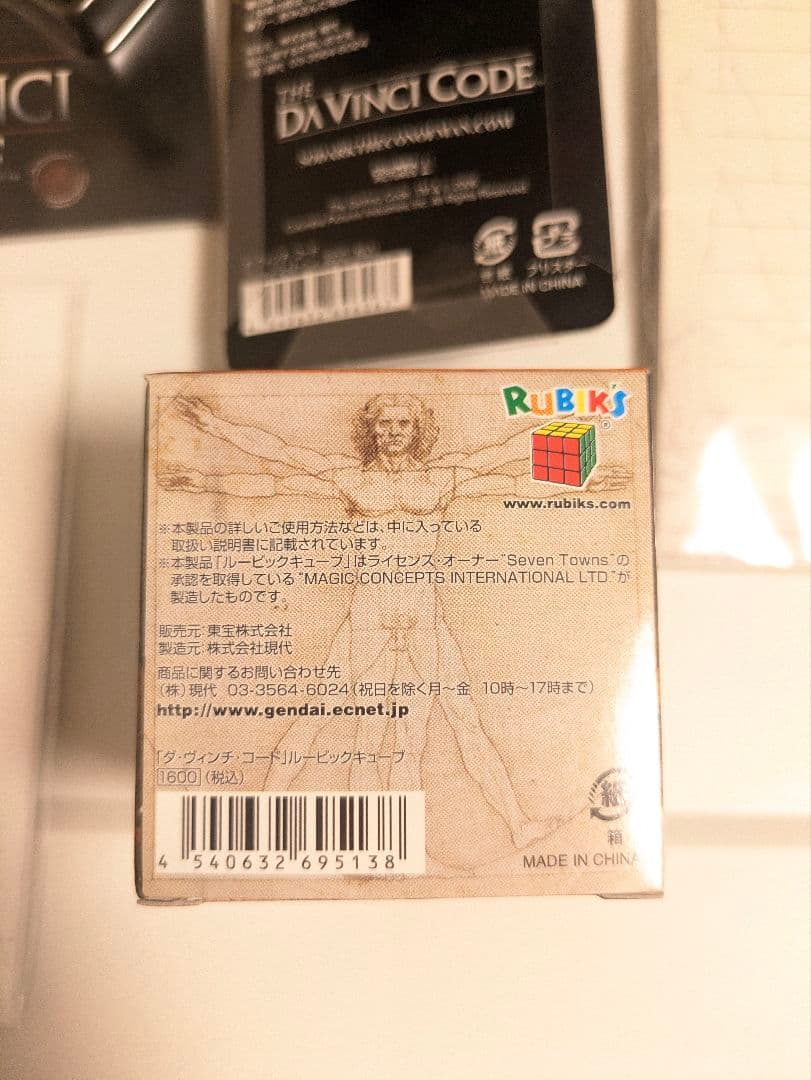 NCI
THE
DA VINCI CODE
紙
プラ
台紙 ブリスター
MADE IN CHINA
RUBIK'S
®
www.rubiks.com
※本製品の詳しいご使用方法などは、中に入っている
取扱い説明書に記載されています。
※本製品「ルービックキューブ」はライセンス・オーナー"Seven Towns"の
承認を取得している "MAGIC CONCEPTS INTERNATIONAL LTD."が
製造したものです。
販売元：東宝株式会社
製造元：株式会社現代
商品に関するお問い合わせ先
（株）現代 03-3564-6024（祝日を除く月〜金 10時〜17時まで）
http://www.gendai.ecnet.jp
「ダ・ヴィンチ・コード」ルービックキューブ
1600（税込）
4 540632 695138
紙
箱
MADE IN CHINA